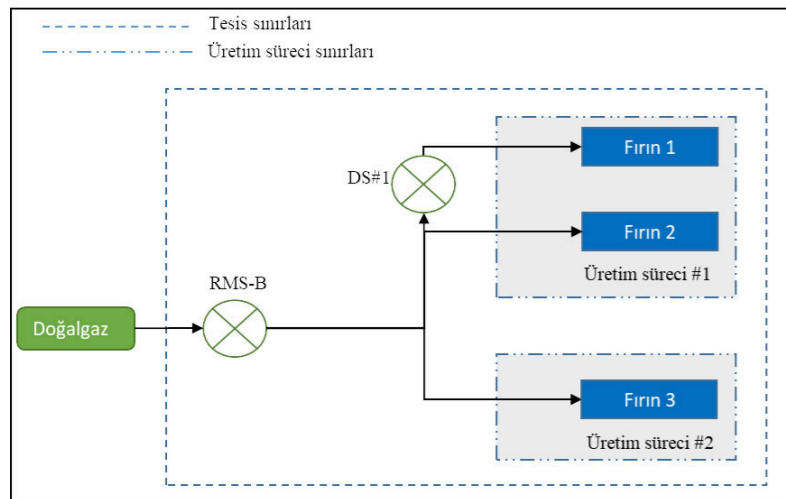 Tesis sınırları
Üretim süreci sınırları
Fırın 1
DS#1
Fırın 2
Üretim süreci #1
RMS-B
Doğalgaz
Fırın 3
Üretim süreci #2